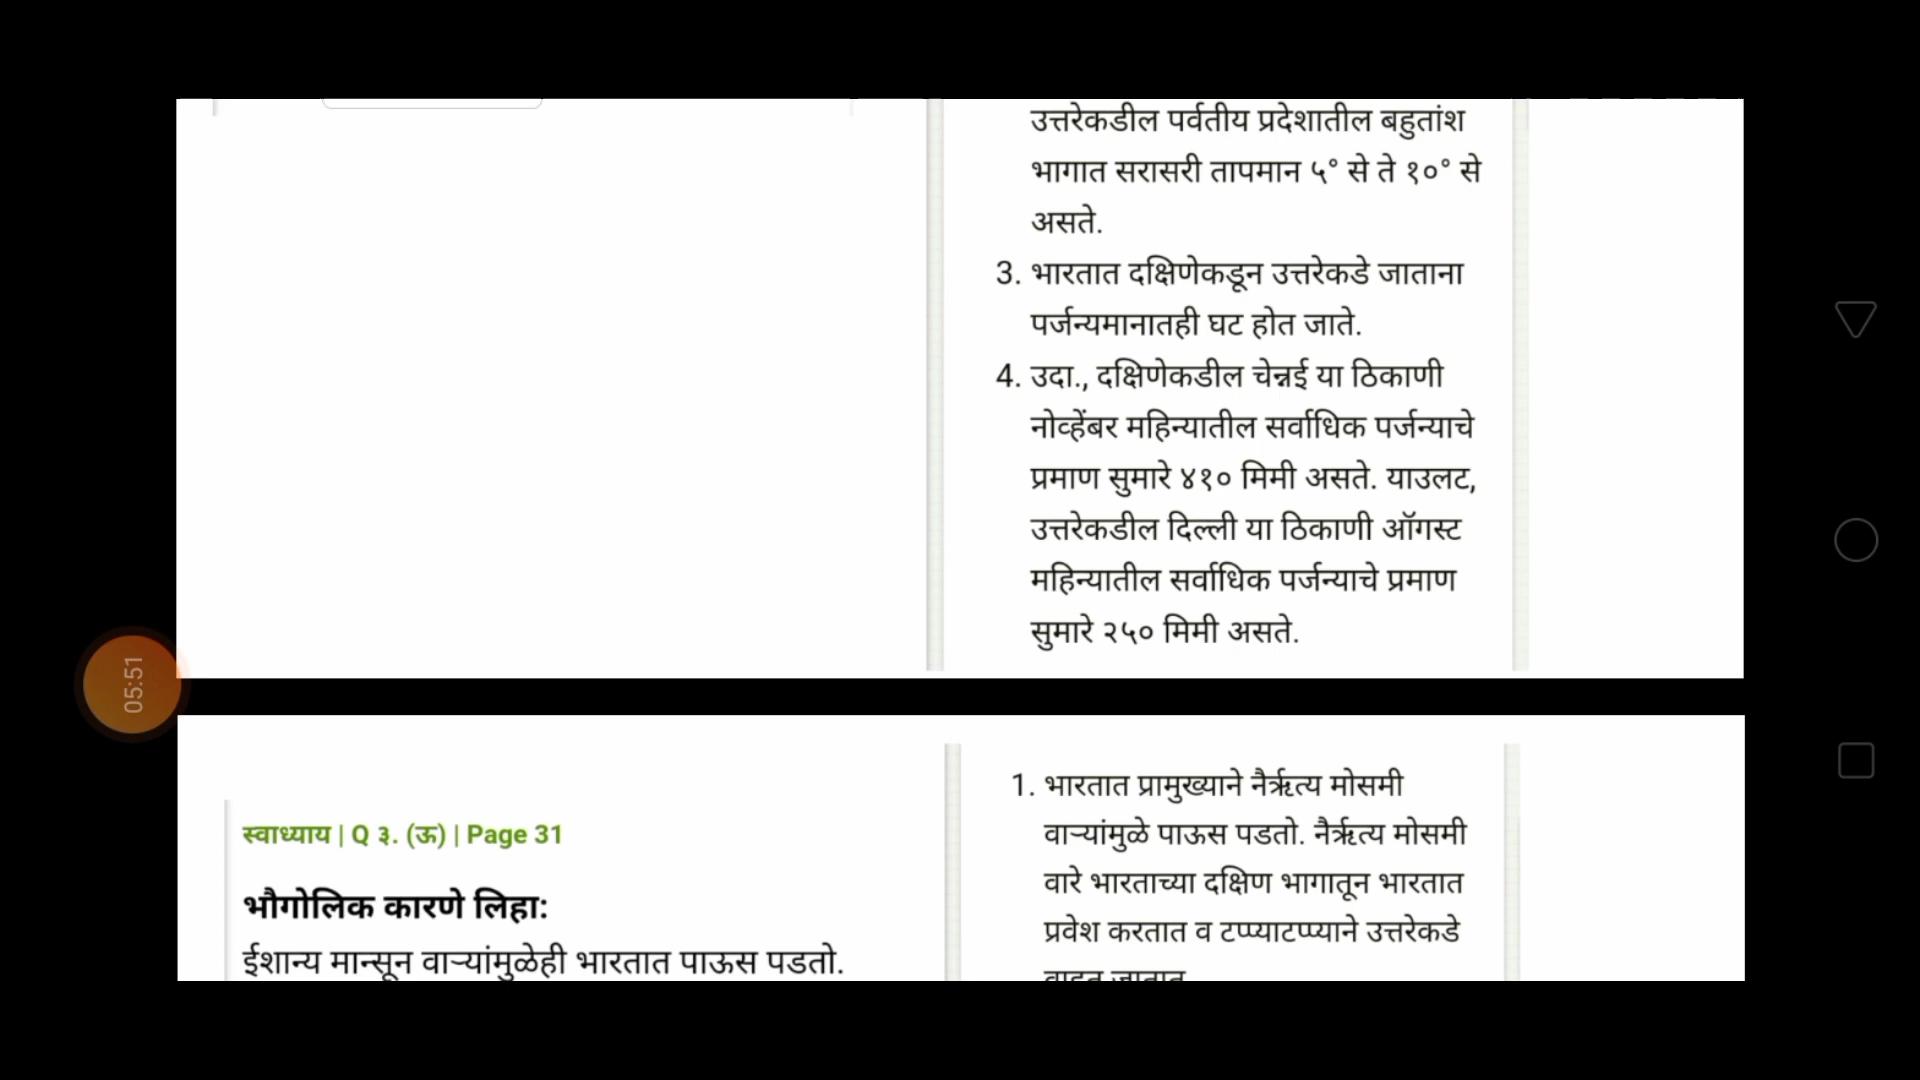 उत्तरेकडील पर्वतीय प्रदेशातील बहुतांश
भागात सरासरी तापमान ५° से ते १०° से
असते.
3. भारतात दक्षिणेकडून उत्तरेकडे जाताना
पर्जन्यमानातही घट होत जाते.
4. उदा., दक्षिणेकडील चेन्नई या ठिकाणी
नोव्हेंबर महिन्यातील सर्वाधिक पर्जन्याचे
प्रमाण सुमारे ४१० मिमी असते. याउलट,
उत्तरेकडील दिल्ली या ठिकाणी ऑगस्ट
महिन्यातील सर्वाधिक पर्जन्याचे प्रमाण
सुमारे २५० मिमी असते.
05:51
स्वाध्याय | Q ३. (ऊ) | Page 31
भौगोलिक कारणे लिहा:
ईशान्य मान्सून वाऱ्यांमुळेही भारतात पाऊस पडतो.
1. भारतात प्रामुख्याने नैर्ऋत्य मोसमी
वाऱ्यांमुळे पाऊस पडतो. नैर्ऋत्य मोसमी
वारे भारताच्या दक्षिण भागातून भारतात
प्रवेश करतात व टप्प्याटप्प्याने उत्तरेकडे
वाहत जातात